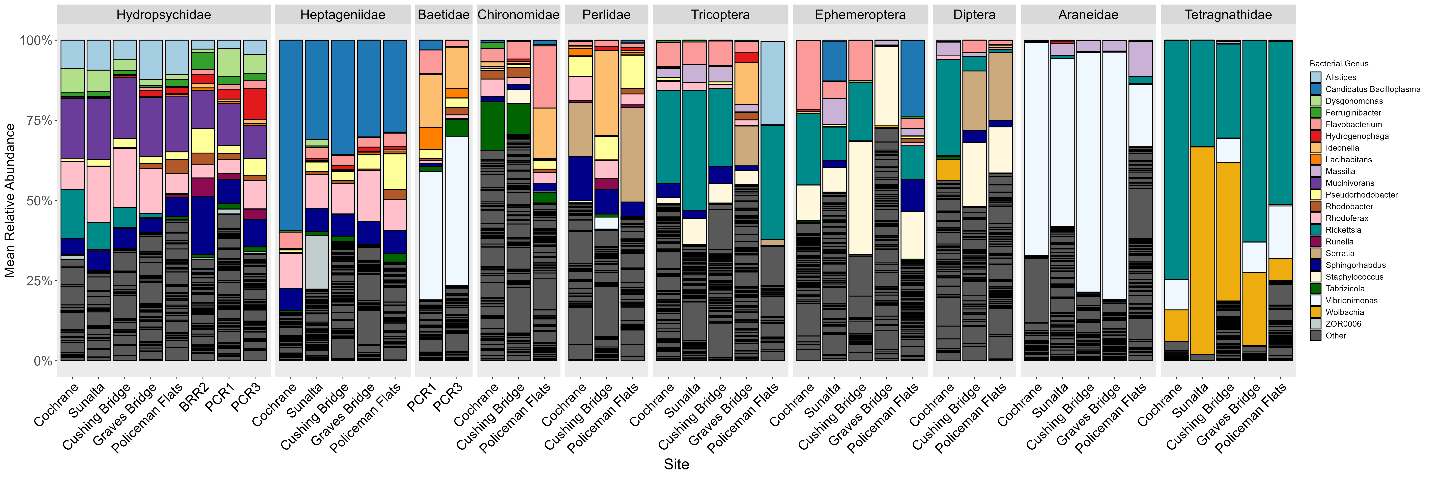 Hydropsychidae Heptageniidae Baetidae Chironomidae Perlidae Tricoptera Ephemeroptera Diptera Araneidae Tetragnathidae
100%
75%
50%
25%
0%
Mean Relative Abundance
Cochrane Sunalta Cushing Bridge Graves Bridge Policeman Flats BRR2 PCR1 PCR3
Cochrane Sunalta Cushing Bridge Graves Bridge Policeman Flats
PCR1 PCR3
Cochrane Cushing Bridge Policeman Flats
Cochrane Cushing Bridge Policeman Flats
Cochrane Sunalta Cushing Bridge Graves Bridge Policeman Flats
Cochrane Sunalta Cushing Bridge Graves Bridge Policeman Flats
Cochrane Cushing Bridge Policeman Flats
Cochrane Sunalta Cushing Bridge Graves Bridge Policeman Flats
Cochrane Sunalta Cushing Bridge Graves Bridge Policeman Flats
Site
Bacterial Genus
Alistipes
Candidatus Bacilloplasma
Dysgonomonas
Ferruginibacter
Flavobacterium
Hydrogenophaga
Ideonella
Lacihabitans
Massilia
Mucinivorans
Pseudorhodobacter
Rhodobacter
Rhodoferax
Rickettsia
Runella
Serratia
Sphingorhabdus
Staphylococcus
Tabrizicola
Vibrionimonas
Wolbachia
ZOR0006
Other